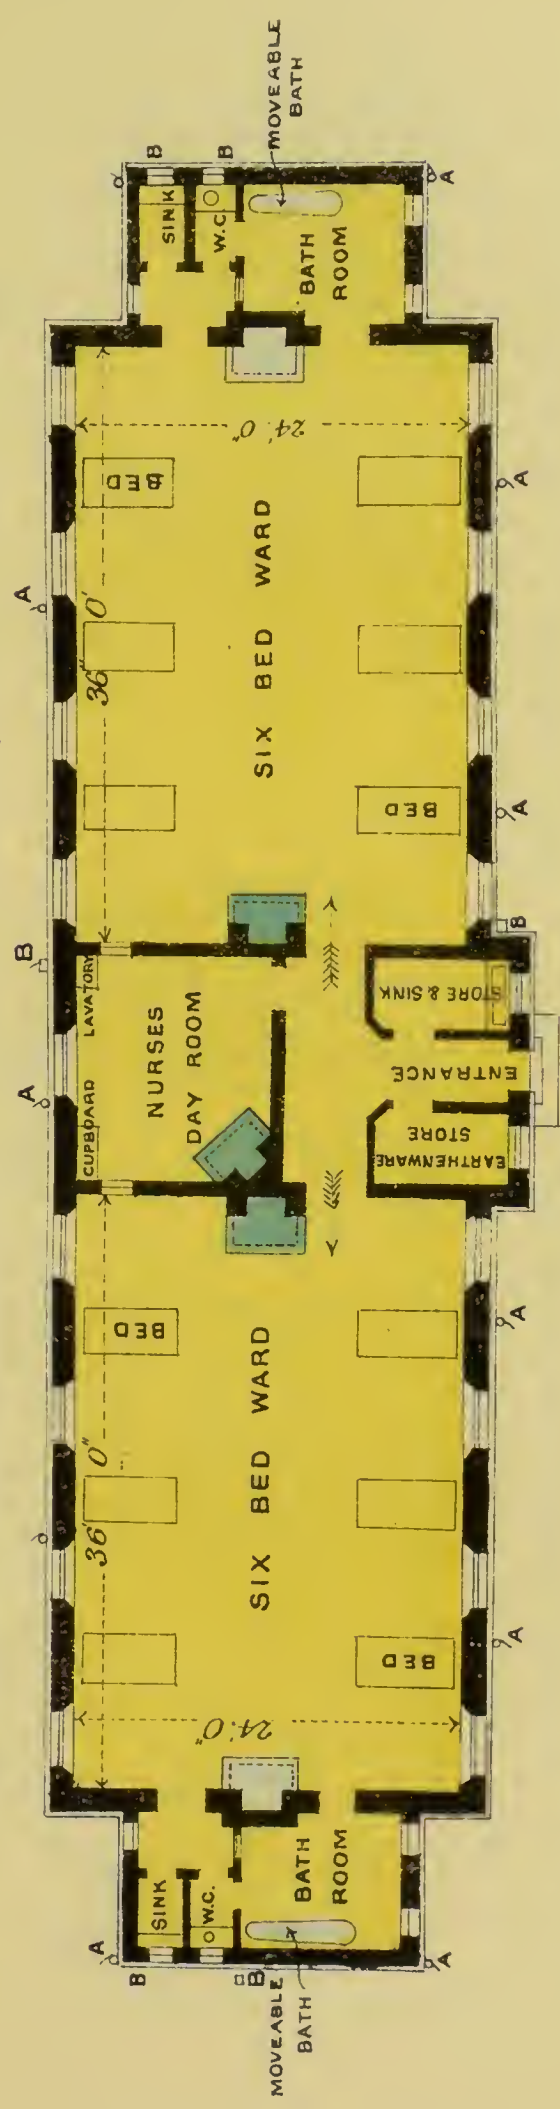 MOVEABLE
BATH
B
B
A
SINK
W.C.
BATH
ROOM
24' 0"
BED
A
A
36' 0"
SIX BED WARD
BED
A
B
B
A
LAVATORY
CUPBOARD
NURSES
DAY ROOM
STORE & SINK
ENTRANCE
EARTHENWARE
STORE
BED
A
36' 0"
SIX BED WARD
BED
A
24' 0"
SINK
W.C.
BATH
ROOM
A
B
B
A
MOVEABLE
BATH